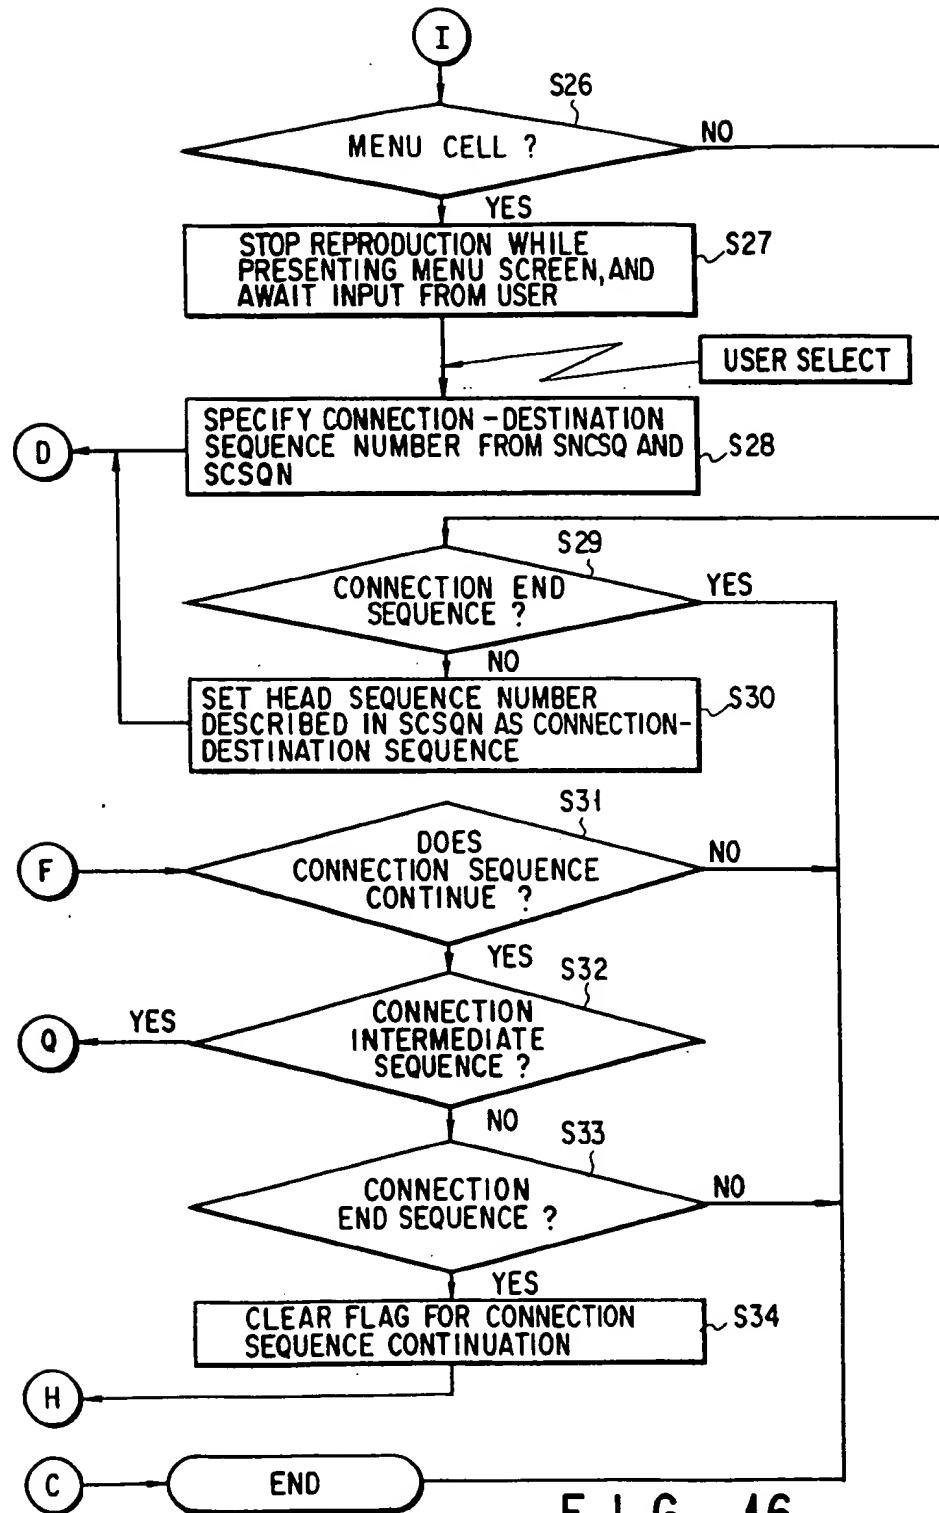 I
S26
MENU CELL ?
NO
YES
STOP REPRODUCTION WHILE
PRESENTING MENU SCREEN, AND
AWAIT INPUT FROM USER
S27
USER SELECT
SPECIFY CONNECTION-DESTINATION
SEQUENCE NUMBER FROM SNCSQ AND
SCSQN
S28
D
S29
CONNECTION END
SEQUENCE ?
YES
NO
SET HEAD SEQUENCE NUMBER
DESCRIBED IN SCSQN AS CONNECTION-
DESTINATION SEQUENCE
S30
S31
F
DOES
CONNECTION SEQUENCE
CONTINUE ?
NO
YES
S32
Q
YES
CONNECTION
INTERMEDIATE
SEQUENCE ?
NO
S33
CONNECTION
END SEQUENCE ?
NO
YES
CLEAR FLAG FOR CONNECTION
SEQUENCE CONTINUATION
S34
H
C
END
FIG. 46